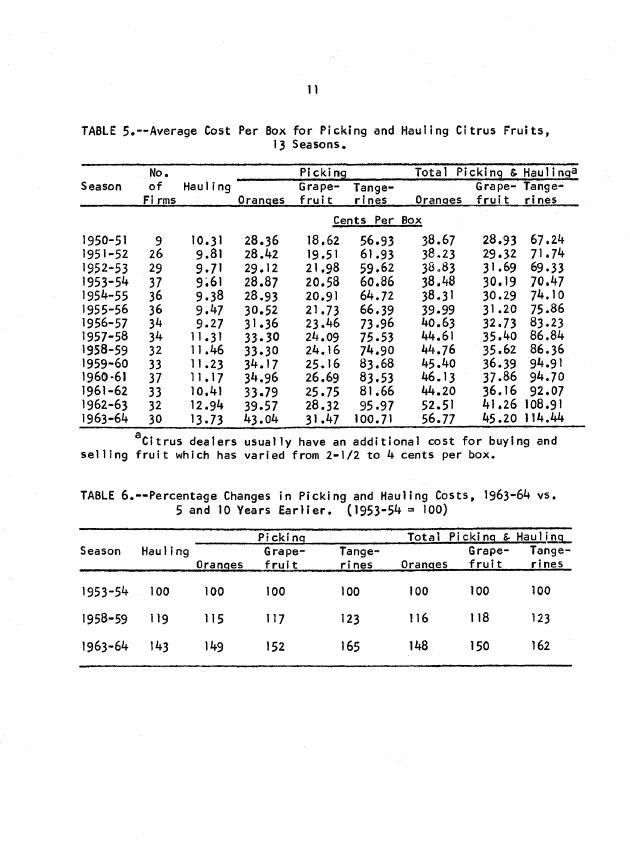 11
TABLE 5.--Average Cost Per Box for Picking and Hauling Citrus Fruits,
13 Seasons.
No. Picking Total Picking & Haulingª
Season of Hauling Grape- Tange- Grape- Tange-
Firms Oranges fruit rines Oranges fruit rines
Cents Per Box
1950-51 9 10.31 28.36 18.62 56.93 38.67 28.93 67.24
1951-52 26 9.81 28.42 19.51 61.93 38.23 29.32 71.74
1952-53 29 9.71 29.12 21.98 59.62 38.83 31.69 69.33
1953-54 37 9.61 28.87 20.58 60.86 38.48 30.19 70.47
1954-55 36 9.38 28.93 20.91 64.72 38.31 30.29 74.10
1955-56 36 9.47 30.52 21.73 66.39 39.99 31.20 75.86
1956-57 34 9.27 31.36 23.46 73.96 40.63 32.73 83.23
1957-58 34 11.31 33.30 24.09 75.53 44.61 35.40 86.84
1958-59 32 11.46 33.30 24.16 74.90 44.76 35.62 86.36
1959-60 33 11.23 34.17 25.16 83.68 45.40 36.39 94.91
1960-61 37 11.17 34.96 26.69 83.53 46.13 37.86 94.70
1961-62 33 10.41 33.79 25.75 81.66 44.20 36.16 92.07
1962-63 32 12.94 39.57 28.32 95.97 52.51 41.26 108.91
1963-64 30 13.73 43.04 31.47 100.71 56.77 45.20 114.44
ªCitrus dealers usually have an additional cost for buying and
selling fruit which has varied from 2-1/2 to 4 cents per box.
TABLE 6.--Percentage Changes in Picking and Hauling Costs, 1963-64 vs.
5 and 10 Years Earlier. (1953-54 = 100)
Picking Total Picking & Hauling
Season Hauling Grape- Tange- Grape- Tange-
Oranges fruit rines Oranges fruit rines
1953-54 100 100 100 100 100 100 100
1958-59 119 115 117 123 116 118 123
1963-64 143 149 152 165 148 150 162